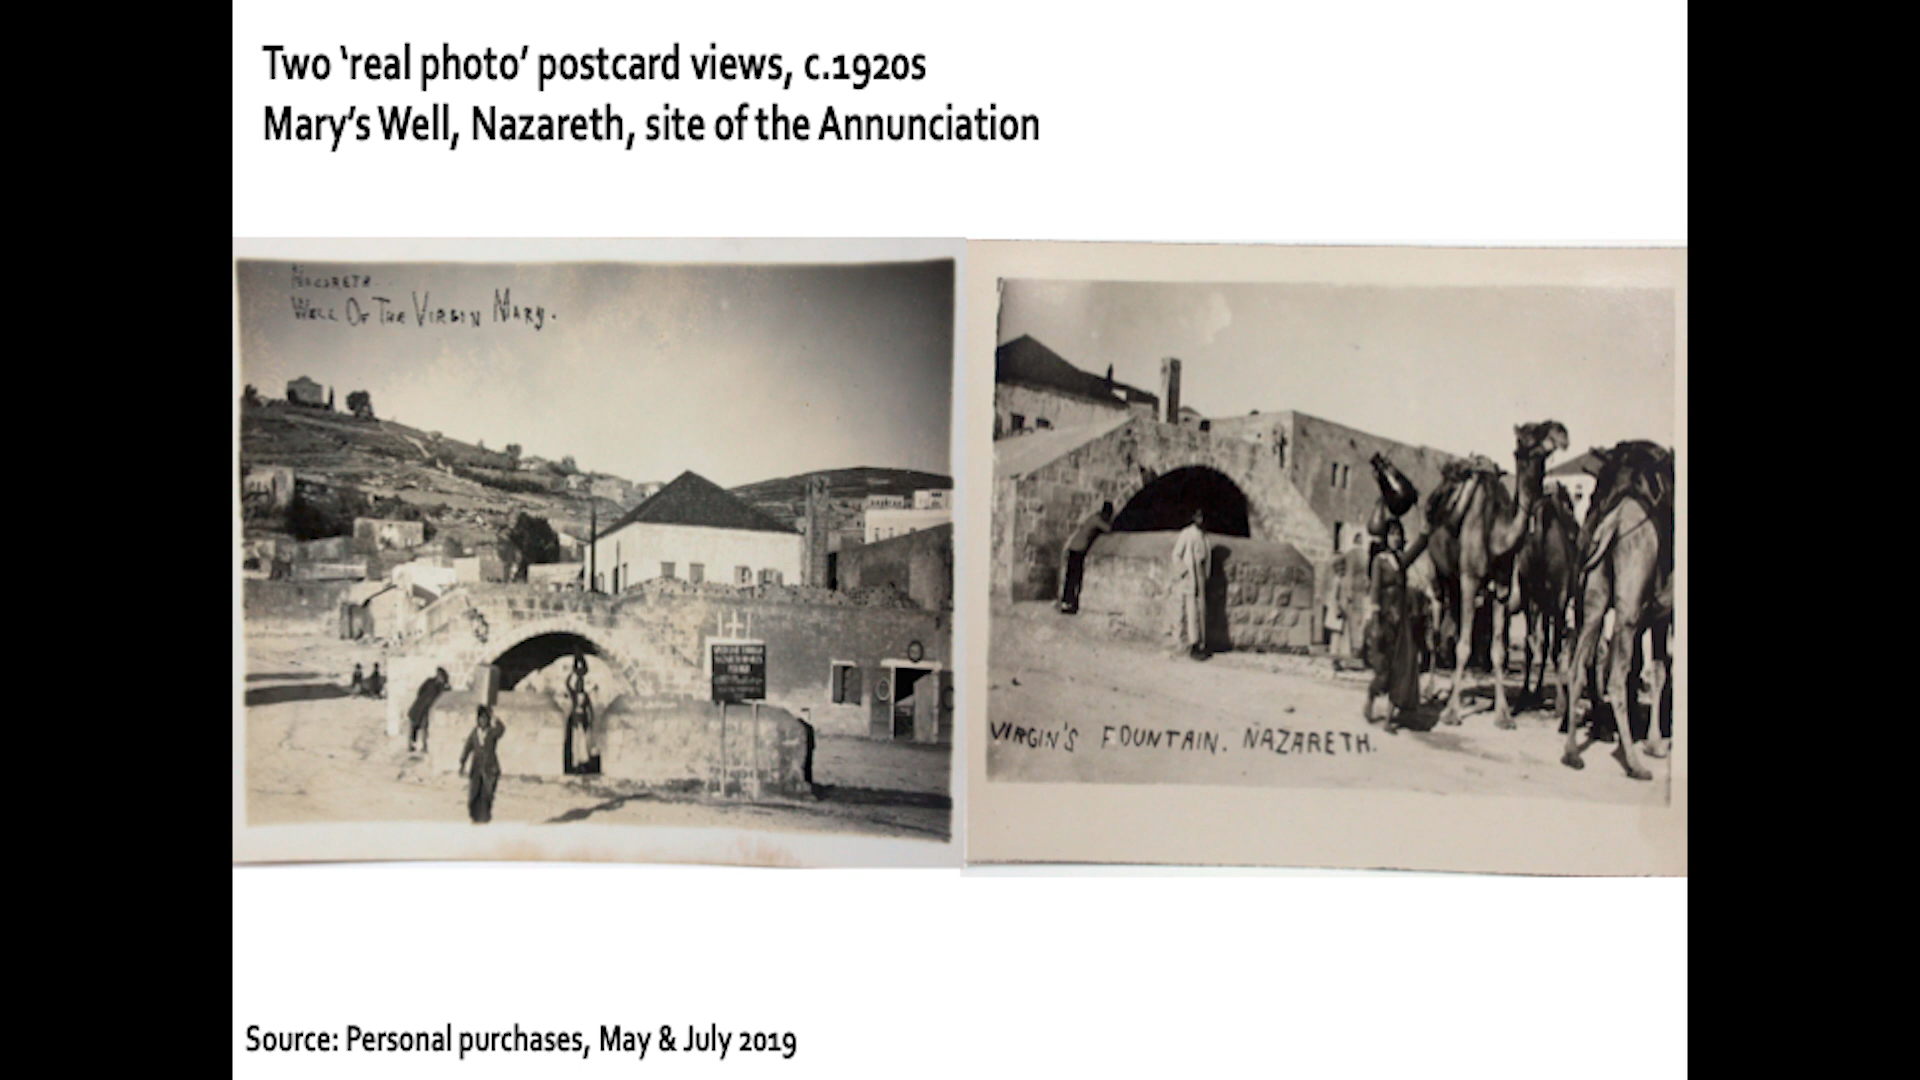 Two ‘real photo’ postcard views, c.1920s
Mary’s Well, Nazareth, site of the Annunciation
NAZARETH.
WELL OF THE VIRGIN MARY.
VIRGIN'S FOUNTAIN. NAZARETH.
Source: Personal purchases, May & July 2019